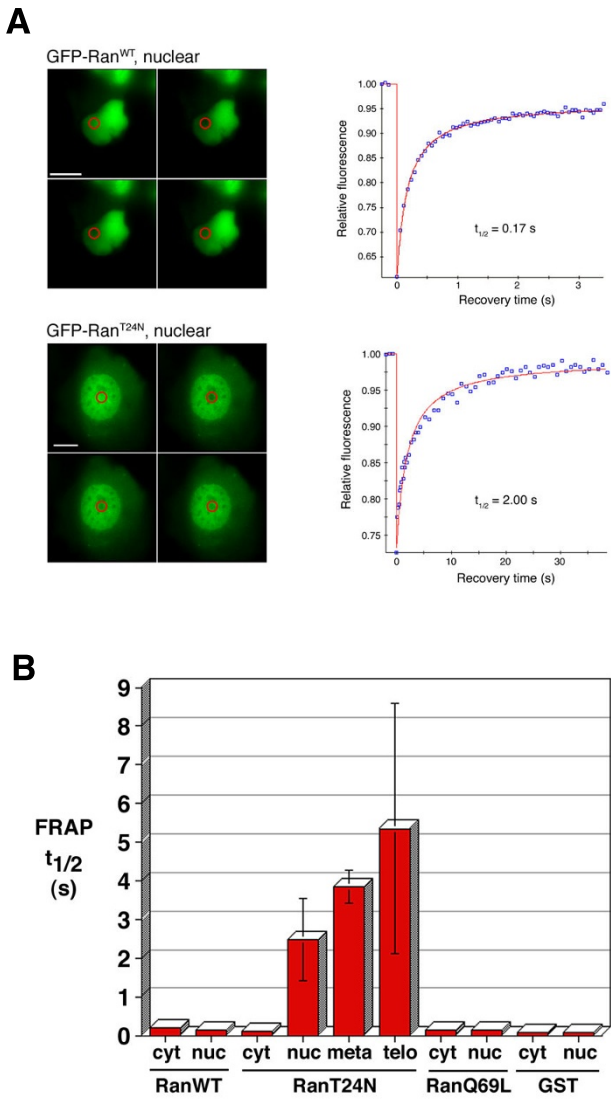 A
GFP-Ran^WT, nuclear
1.00
0.95
0.90
0.85
0.80
0.75
0.70
0.65
Relative fluorescence
t1/2 = 0.17 s
0 1 2 3
Recovery time (s)
GFP-Ran^T24N, nuclear
1.00
0.95
0.90
0.85
0.80
0.75
Relative fluorescence
t1/2 = 2.00 s
0 10 20 30
Recovery time (s)
B
9
8
7
6
5
4
3
2
1
0
FRAP
t1/2
(s)
cyt nuc cyt nuc meta telo cyt nuc cyt nuc
RanWT RanT24N RanQ69L GST